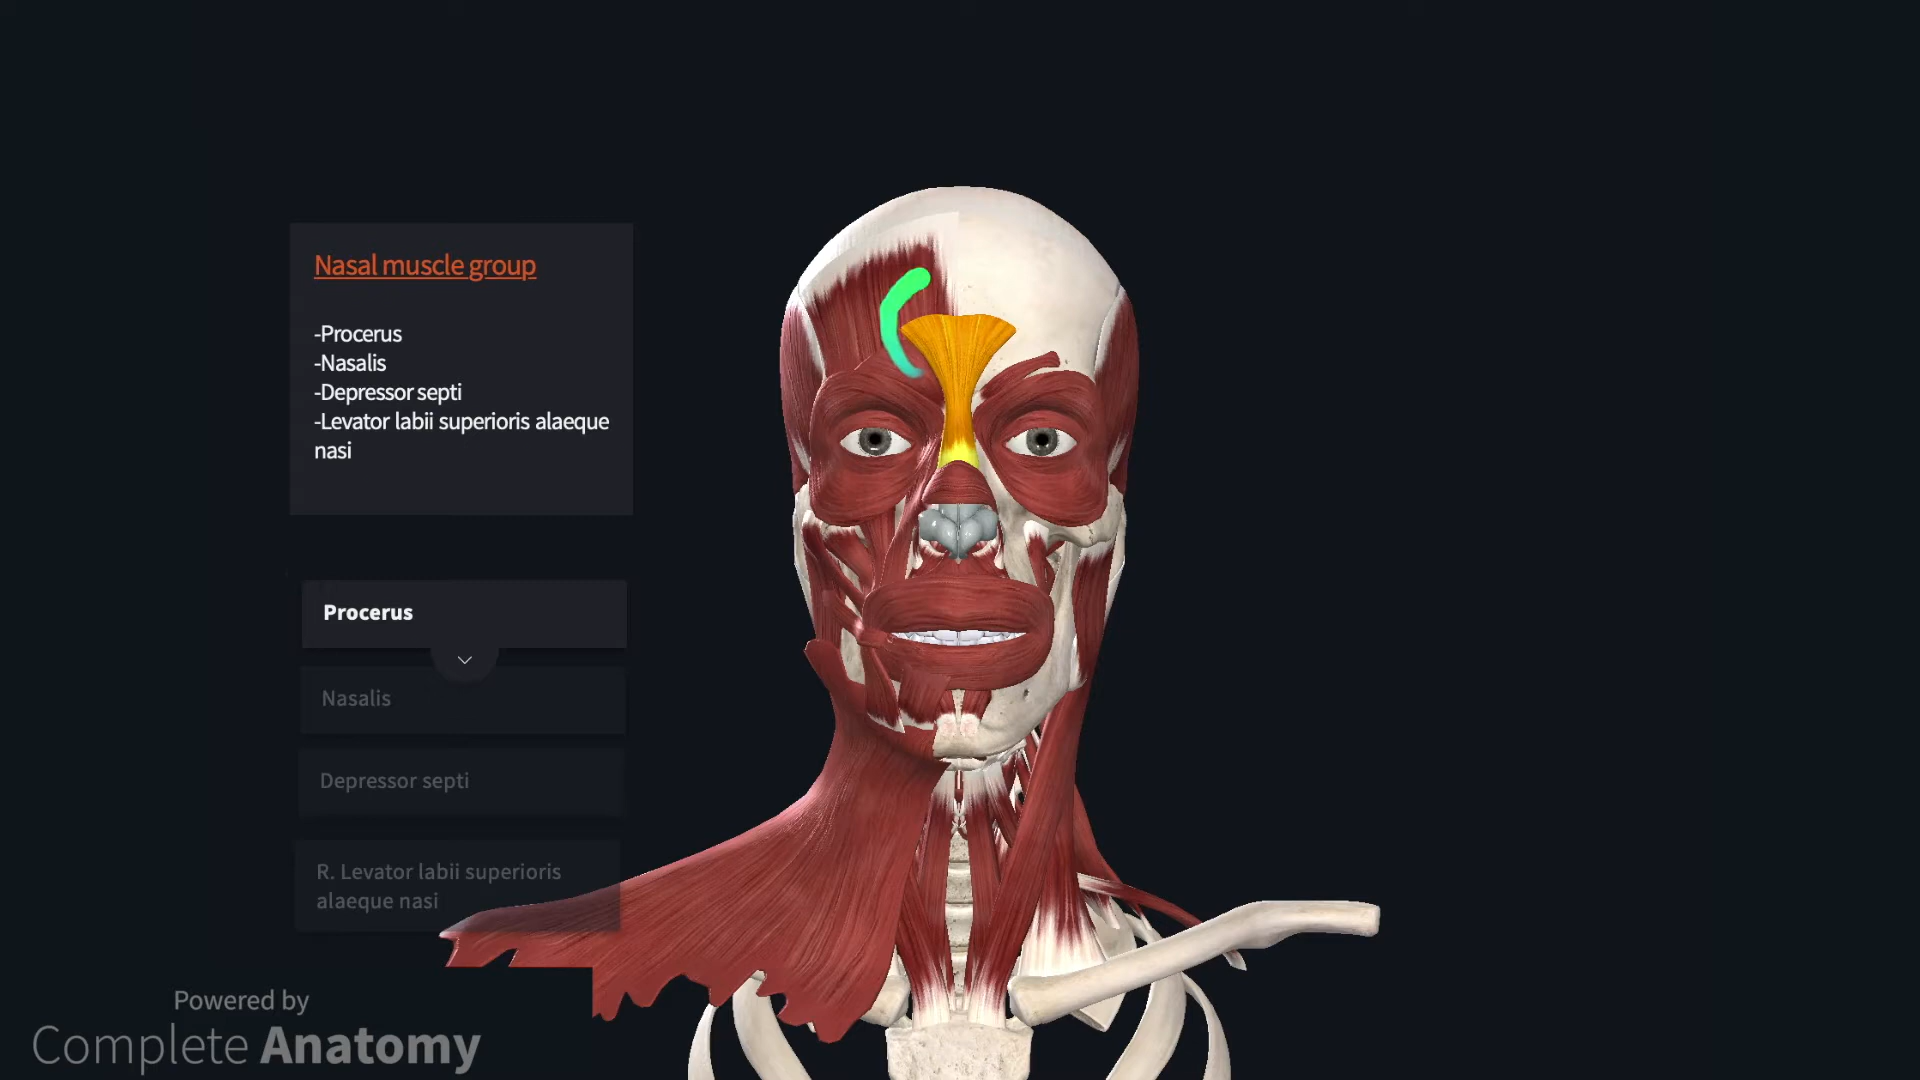 Nasal muscle group
-Procerus
-Nasalis
-Depressor septi
-Levator labii superioris alaeque
nasi
Procerus
Nasalis
Depressor septi
R. Levator labii superioris
alaeque nasi
Powered by
Complete Anatomy